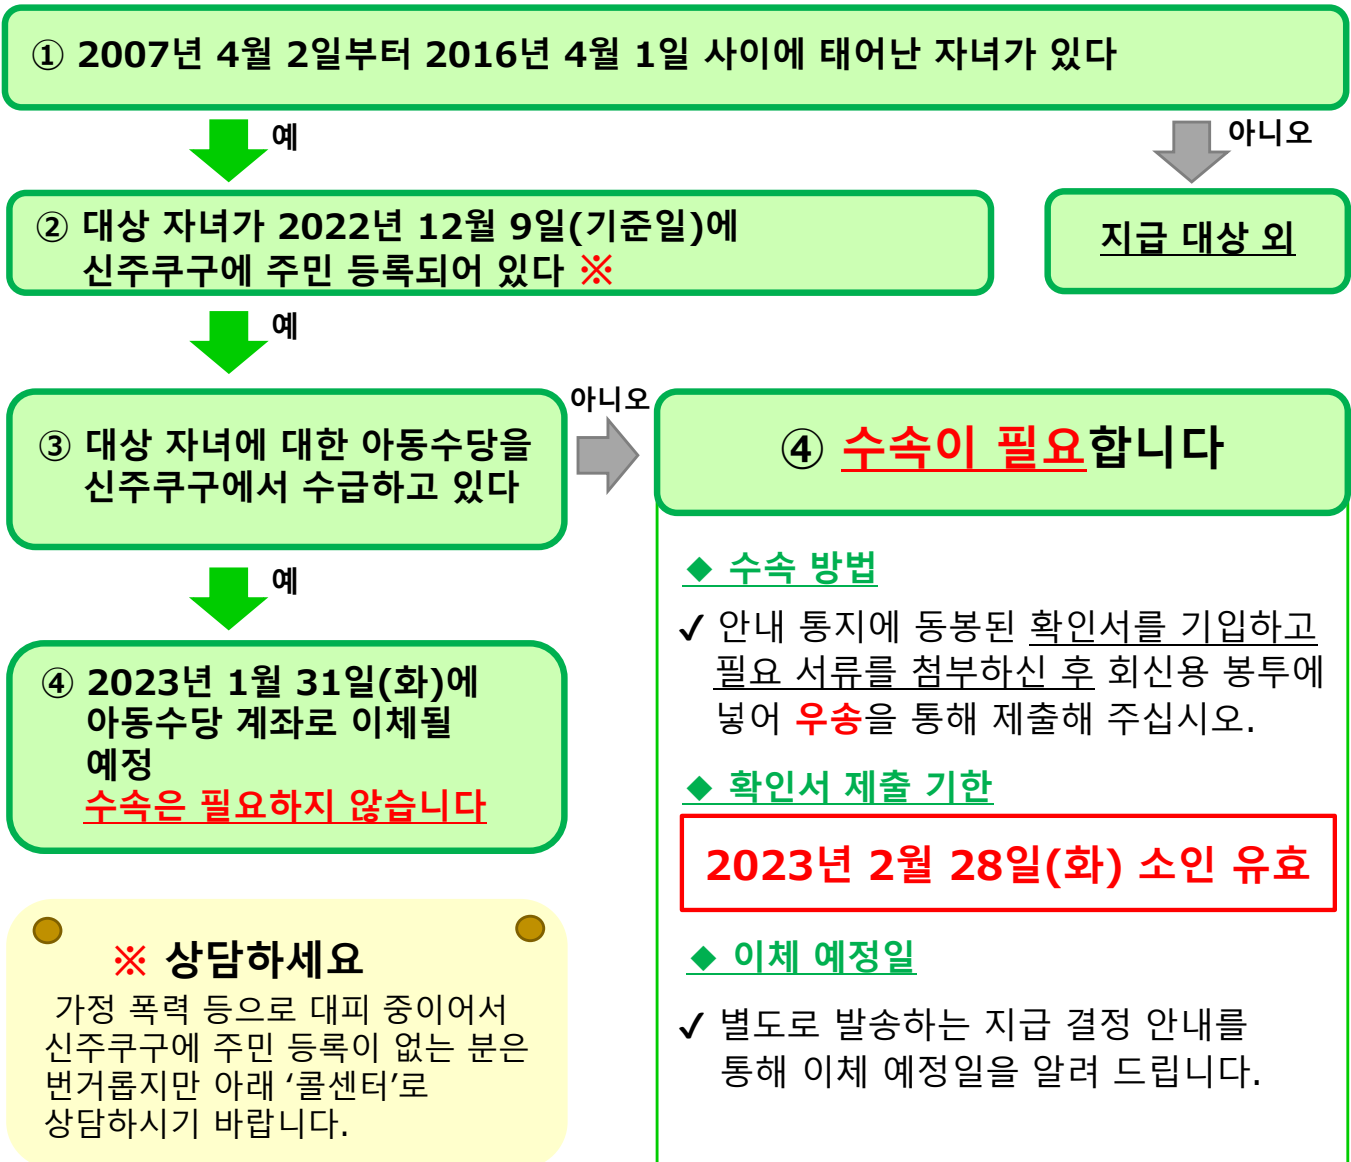 ① 2007년 4월 2일부터 2016년 4월 1일 사이에 태어난 자녀가 있다
예
아니오
② 대상 자녀가 2022년 12월 9일(기준일)에
신주쿠구에 주민 등록되어 있다 ※
지급 대상 외
예
③ 대상 자녀에 대한 아동수당을
신주쿠구에서 수급하고 있다
아니오
예
④ 2023년 1월 31일(화)에
아동수당 계좌로 이체될
예정
수속은 필요하지 않습니다
④ 수속이 필요합니다
◆ 수속 방법
✓ 안내 통지에 동봉된 확인서를 기입하고
필요 서류를 첨부하신 후 회신용 봉투에
넣어 우송을 통해 제출해 주십시오.
◆ 확인서 제출 기한
2023년 2월 28일(화) 소인 유효
◆ 이체 예정일
✓ 별도로 발송하는 지급 결정 안내를
통해 이체 예정일을 알려 드립니다.
※ 상담하세요
가정 폭력 등으로 대피 중이어서
신주쿠구에 주민 등록이 없는 분은
번거롭지만 아래 ‘콜센터’로
상담하시기 바랍니다.